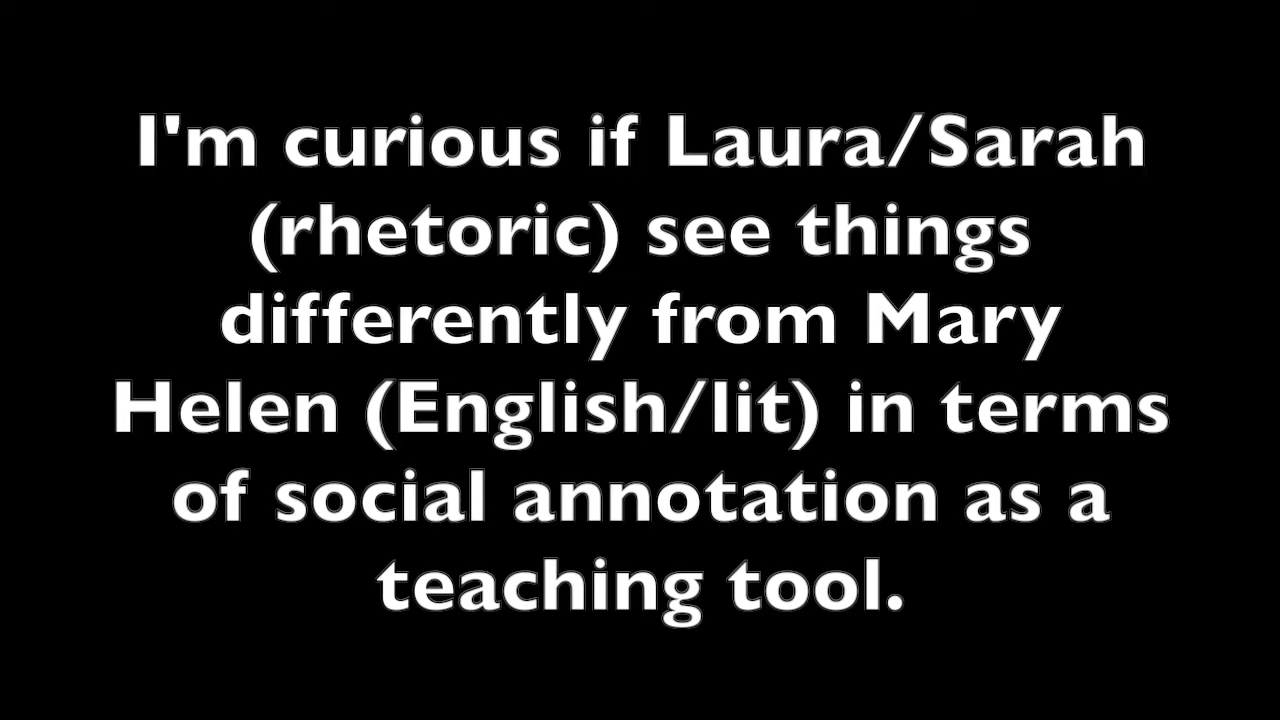 I'm curious if Laura/Sarah
(rhetoric) see things
differently from Mary
Helen (English/lit) in terms
of social annotation as a
teaching tool.